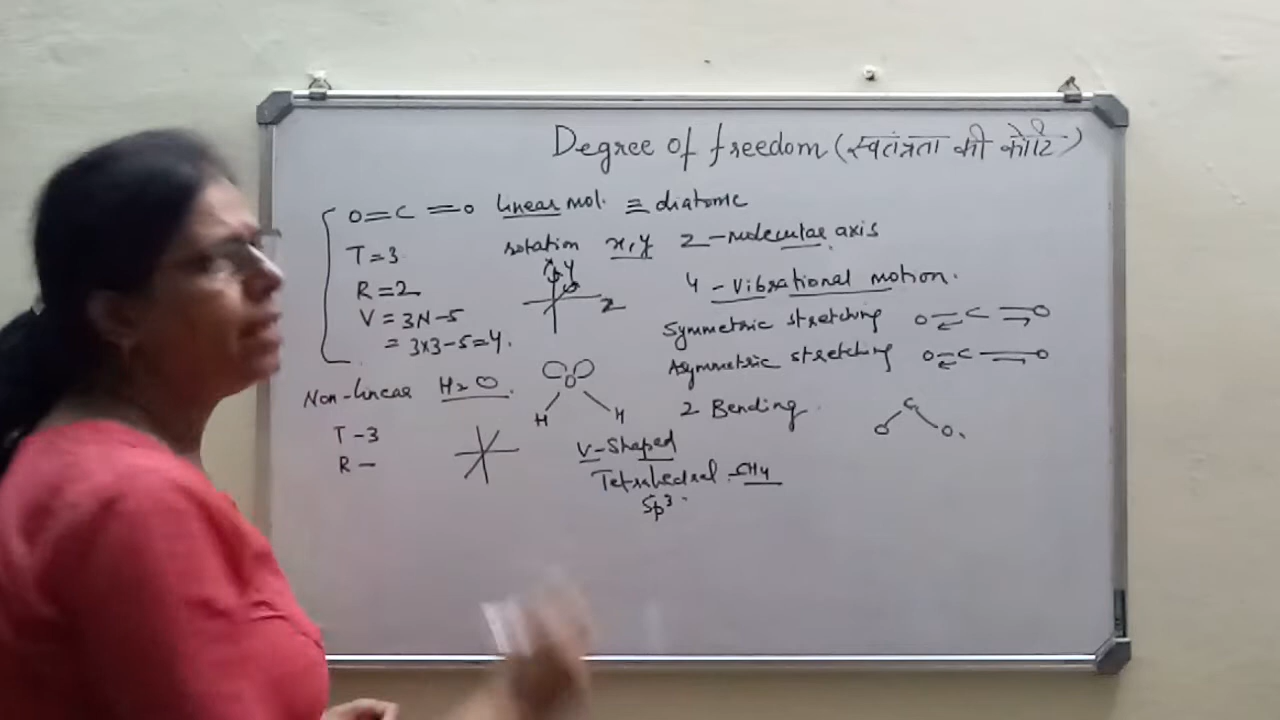 Degree of freedom (स्वतंत्रता की कोटि)
O=C=O linear mol. ≡ diatomic
T=3 rotation x,y z-molecular axis
R=2
V = 3N-5
= 3x3-5=4.
y
z
4 - Vibrational motion.
Symmetric stretching O=C=O
Asymmetric stretching O=C=O
2 Bending. C O O
Non-linear H2O. O H H
T-3
R-
V-Shaped
Tetrahedral - CH4
Sp3.